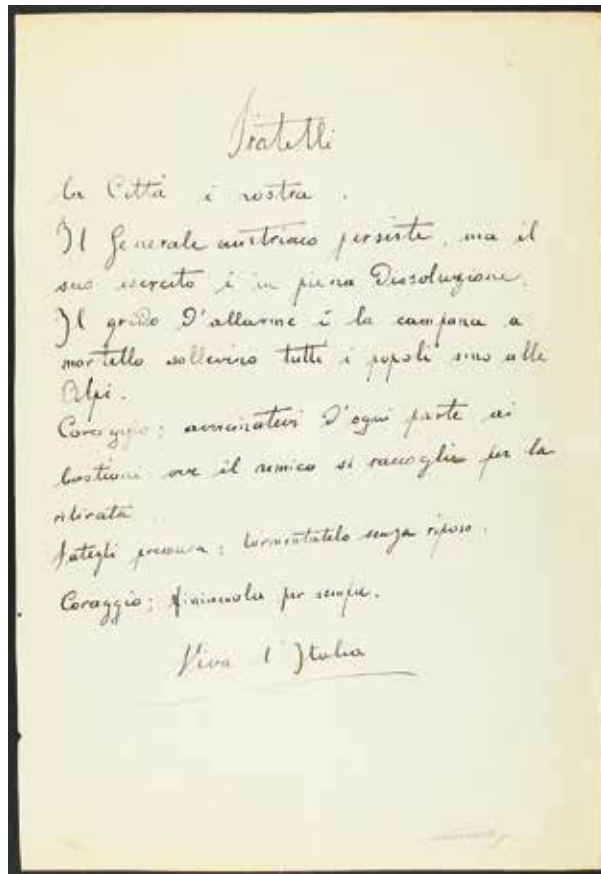 Fratelli
La Città è nostra .
Il Generale austriaco persiste, ma il
suo esercito è in piena Dissoluzione.
Il grido D'allarme è la campana a
martello sollevino tutti i popoli sino alle
Alpi.
Coraggio; avvicinatevi D'ogni parte ai
bastioni ove il nemico si raccoglie per la
ritirata
Fategli pressura; tormentatelo senza riposo.
Coraggio; finiamola per sempre.
Viva l'Italia